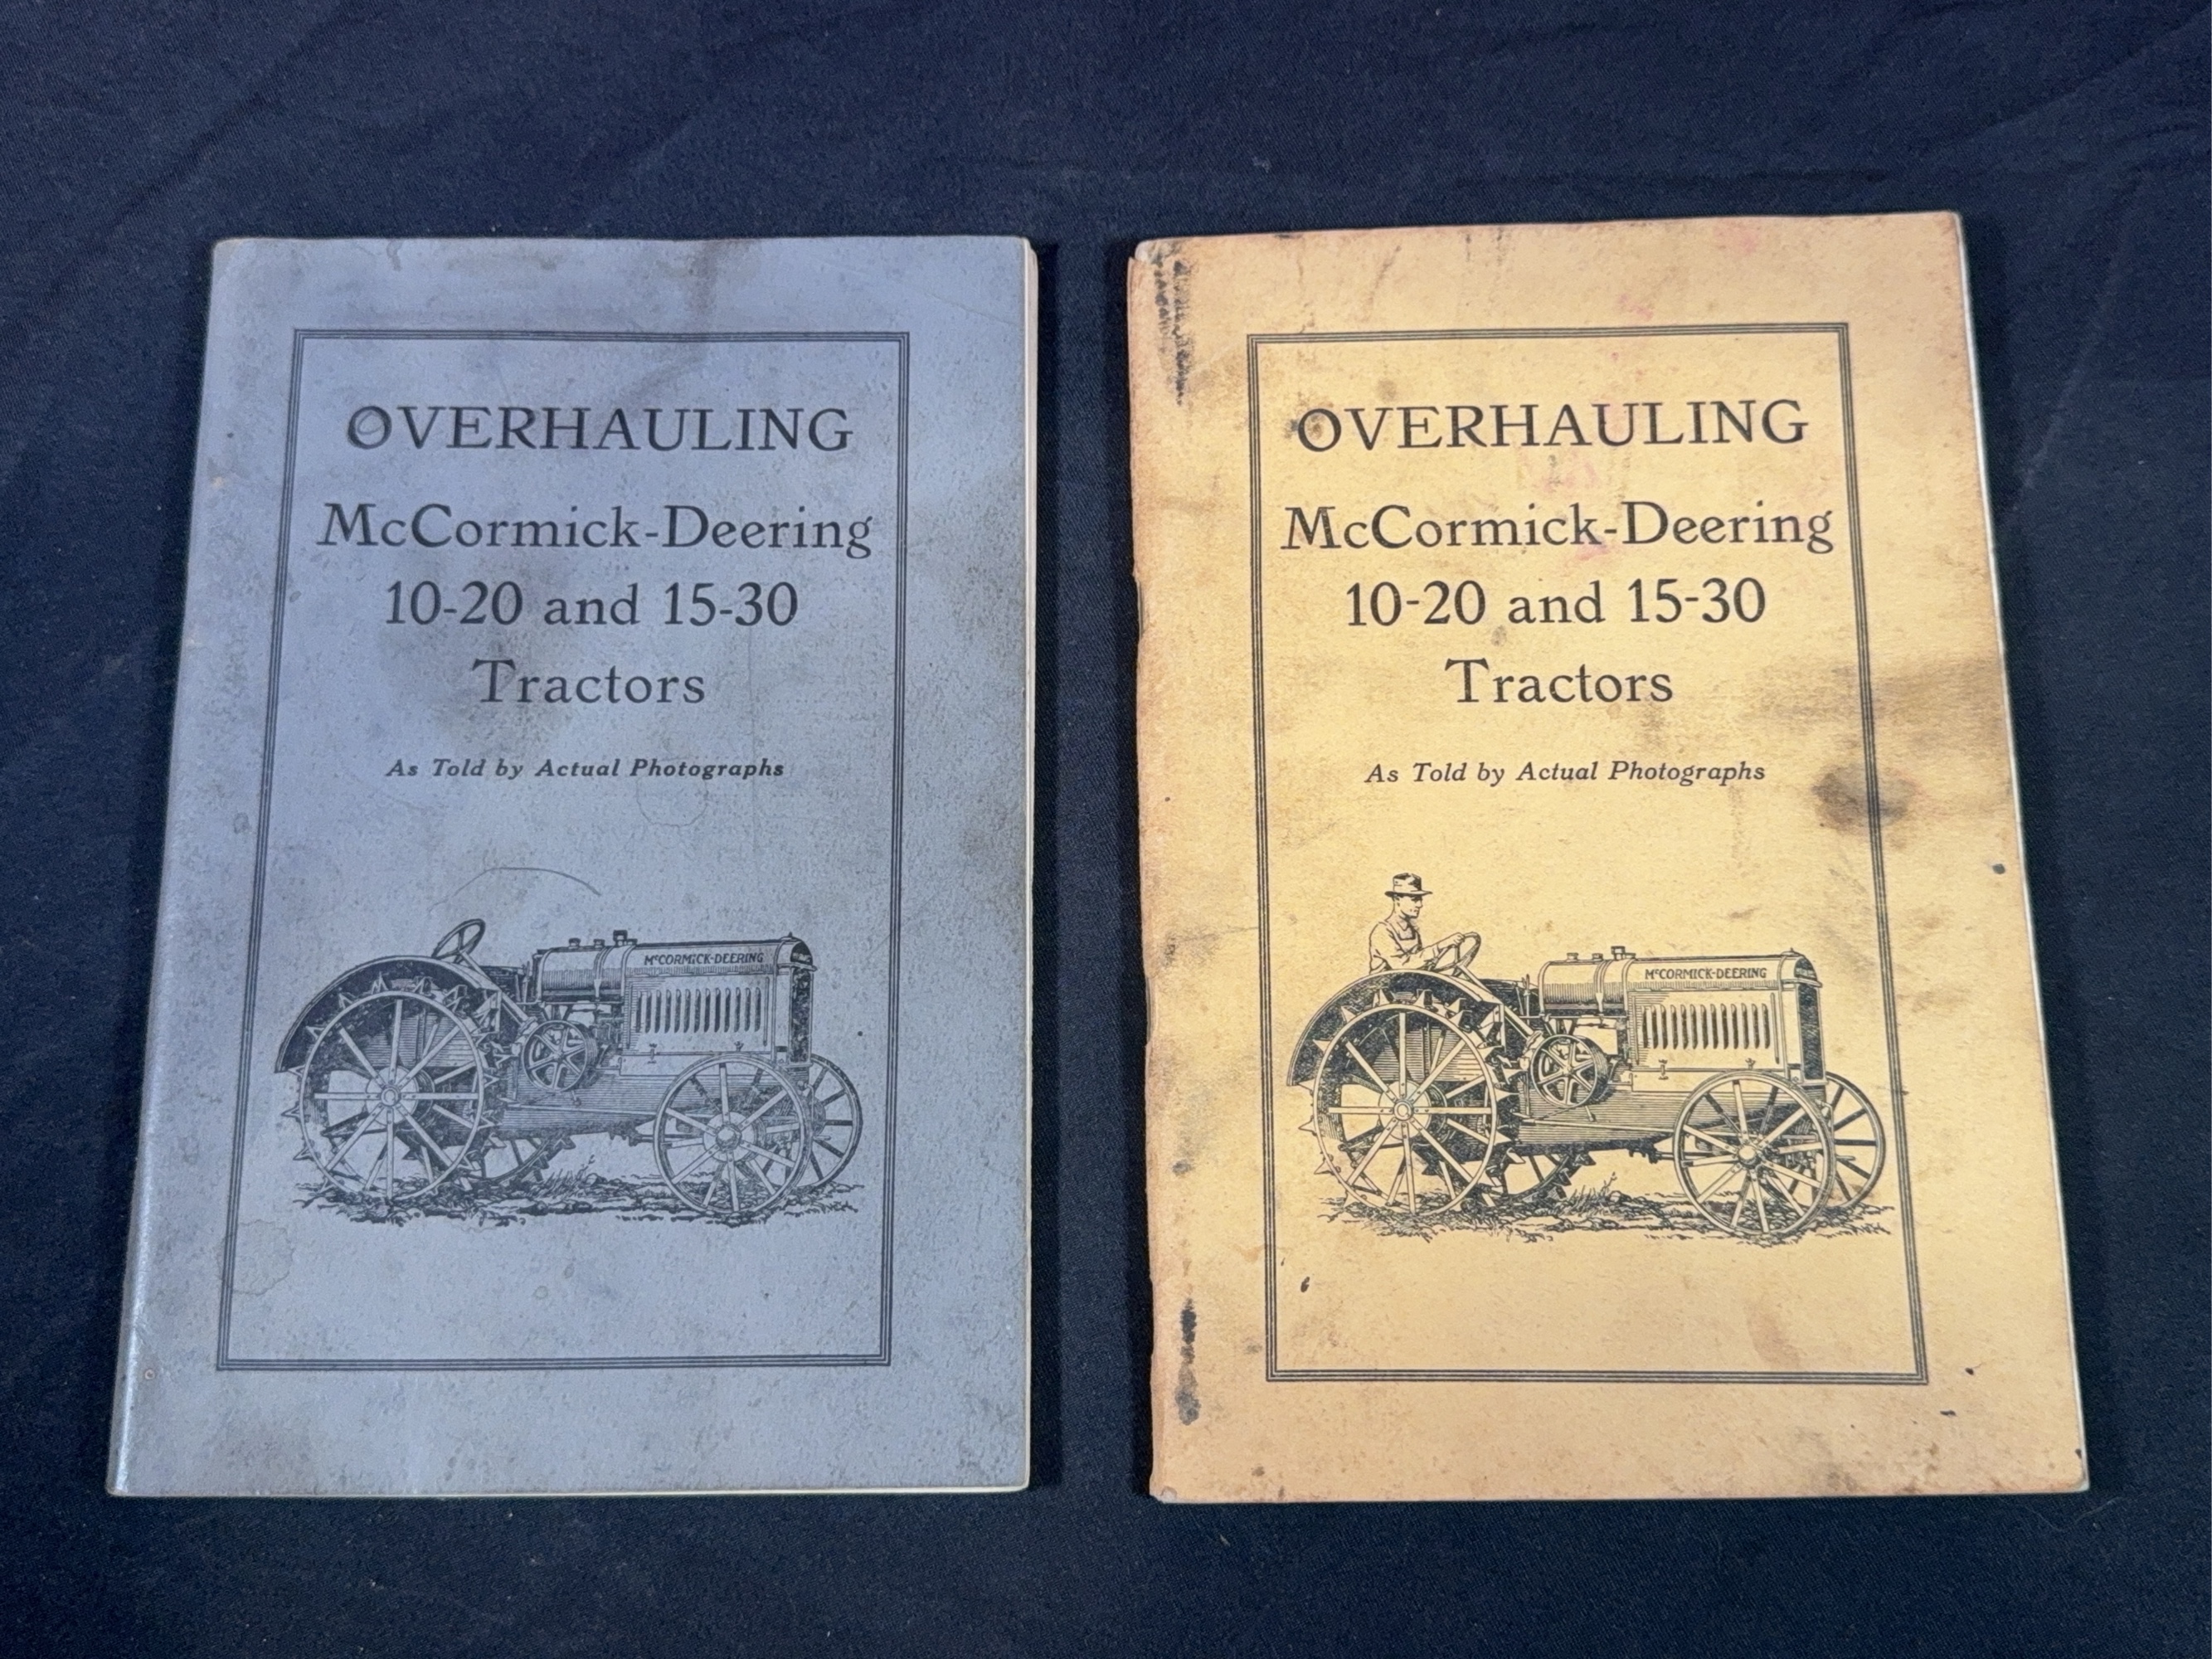 OVERHAULING
McCormick-Deering
10-20 and 15-30
Tractors
As Told by Actual Photographs
McCORMICK-DEERING
OVERHAULING
McCormick-Deering
10-20 and 15-30
Tractors
As Told by Actual Photographs
McCORMICK-DEERING